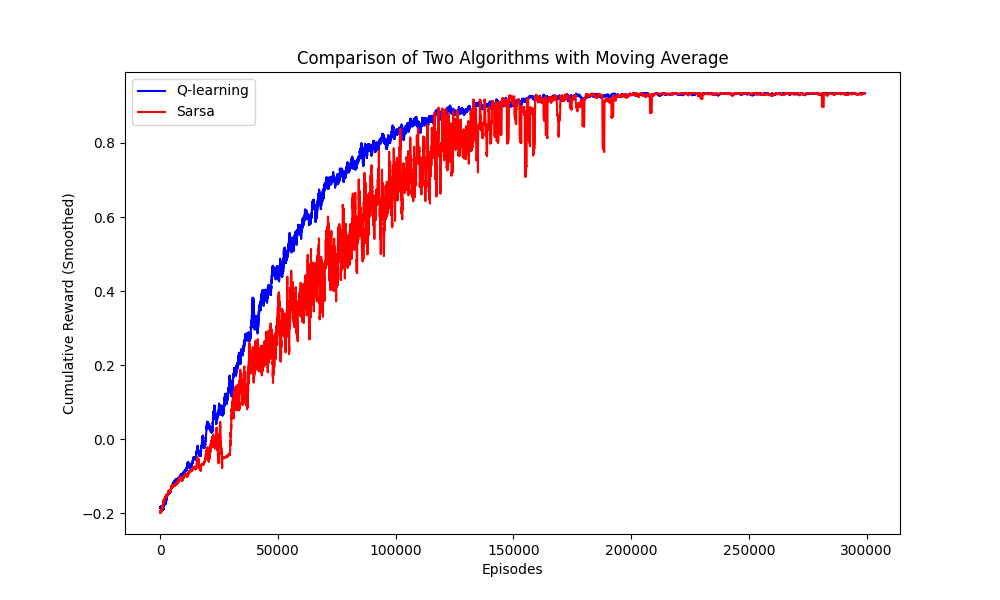 Comparison of Two Algorithms with Moving Average
Q-learning
Sarsa
Cumulative Reward (Smoothed)
0.8
0.6
0.4
0.2
0.0
−0.2
0 50000 100000 150000 200000 250000 300000
Episodes